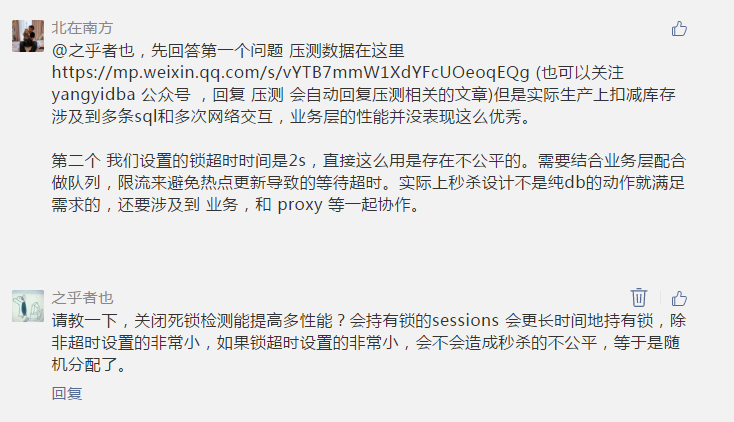 北在南方
@之乎者也，先回答第一个问题 压测数据在这里
https://mp.weixin.qq.com/s/vYTB7mmW1XdYFcUOeoqEQg (也可以关注
yangyidba 公众号 ，回复 压测 会自动回复压测相关的文章)但是实际生产上扣减库存
涉及到多条sql和多次网络交互，业务层的性能并没表现这么优秀。
第二个 我们设置的锁超时时间是2s，直接这么用是存在不公平的。需要结合业务层配合
做队列，限流来避免热点更新导致的等待超时。实际上秒杀设计不是纯db的动作就满足
需求的，还要涉及到 业务，和 proxy 等一起协作。
之乎者也
请教一下，关闭死锁检测能提高多性能？会持有锁的sessions 会更长时间地持有锁，除
非超时设置的非常小，如果锁超时设置的非常小，会不会造成秒杀的不公平，等于是随
机分配了。
回复